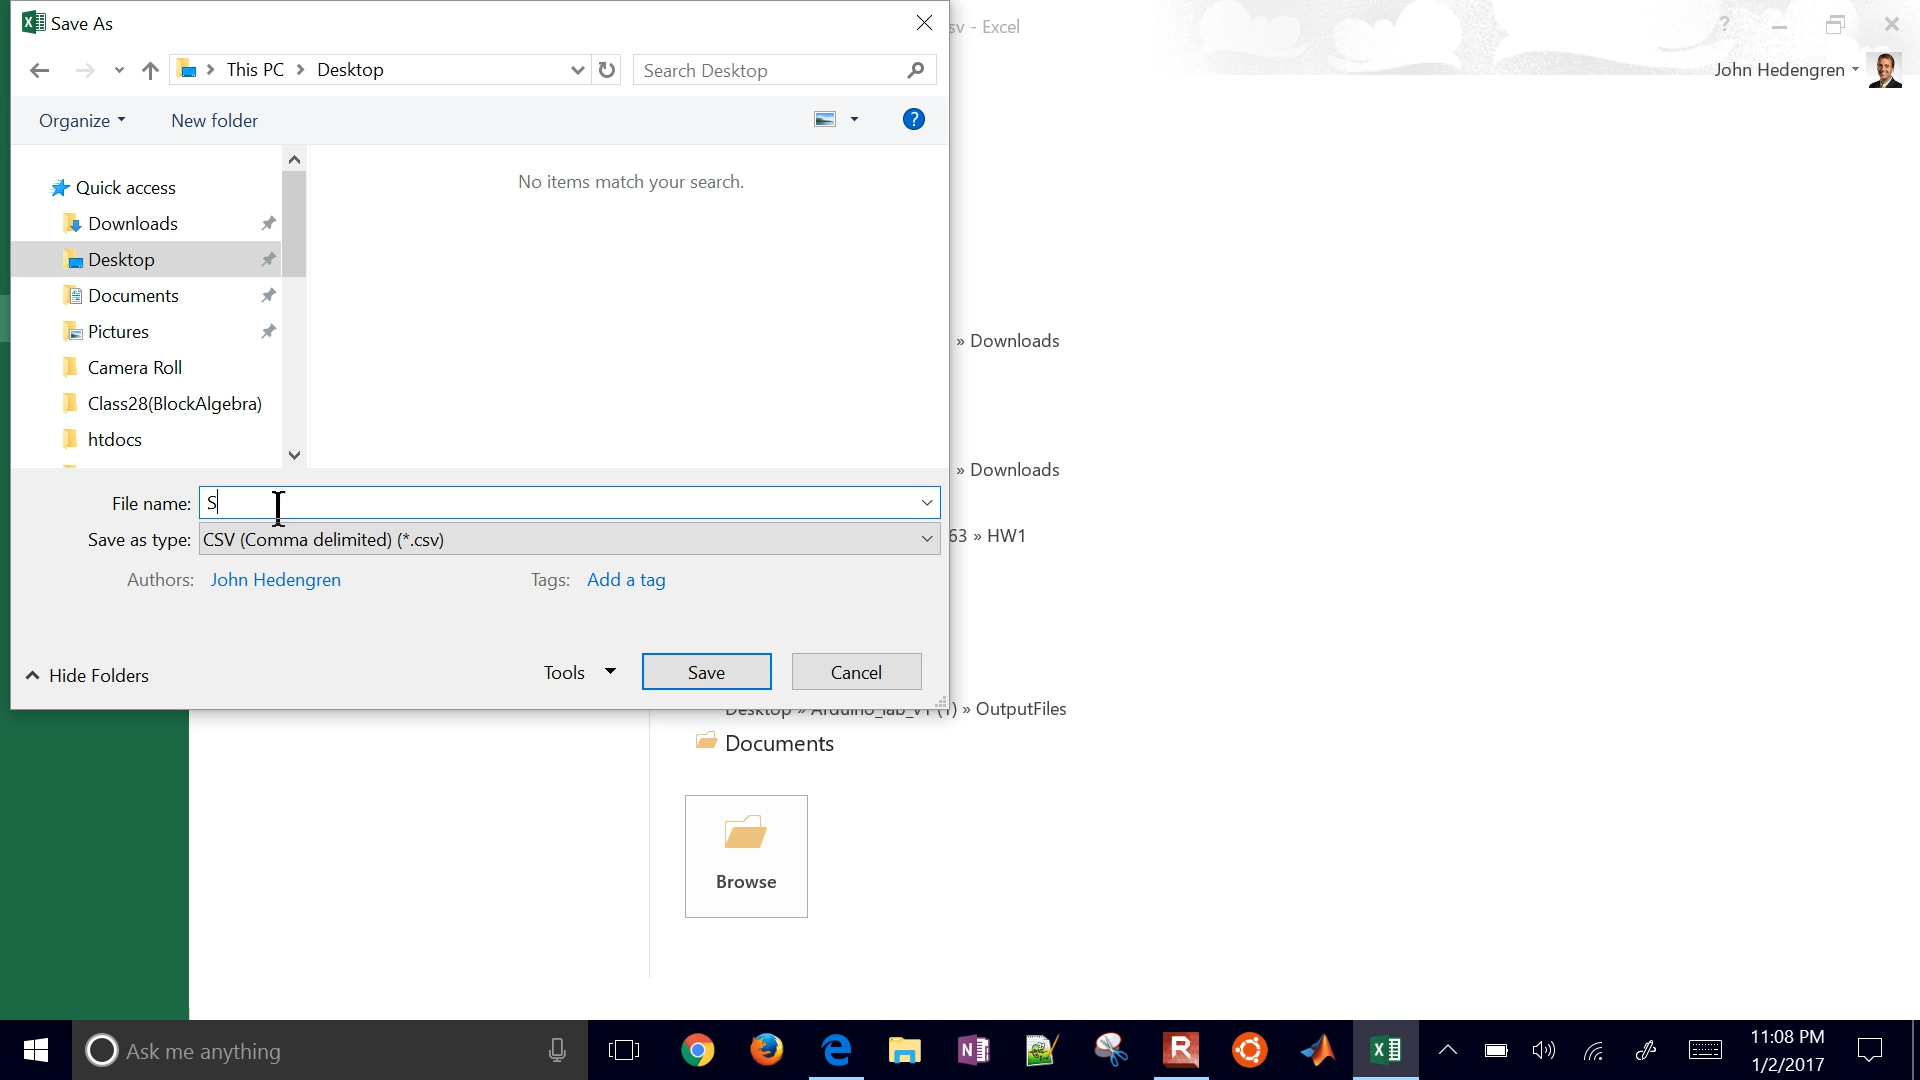 Save As
sv - Excel
?
This PC > Desktop
Search Desktop
John Hedengren
Organize
New folder
?
Quick access
Downloads
Desktop
Documents
Pictures
Camera Roll
Class28(BlockAlgebra)
htdocs
No items match your search.
» Downloads
» Downloads
63 » HW1
File name: S
Save as type: CSV (Comma delimited) (*.csv)
Authors: John Hedengren
Tags: Add a tag
Hide Folders
Tools
Save
Cancel
Desktop » Arduino_lab_v1 (1) » OutputFiles
Documents
Browse
Ask me anything
11:08 PM
1/2/2017